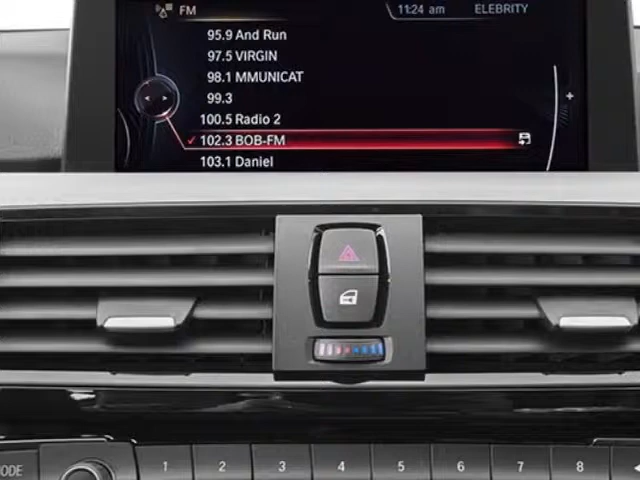 FM 11:24 am ELEBRITY
95.9 And Run
97.5 VIRGIN
98.1 MMUNICAT
99.3
100.5 Radio 2
102.3 BOB-FM
103.1 Daniel
MODE 1 2 3 4 5 6 7 8